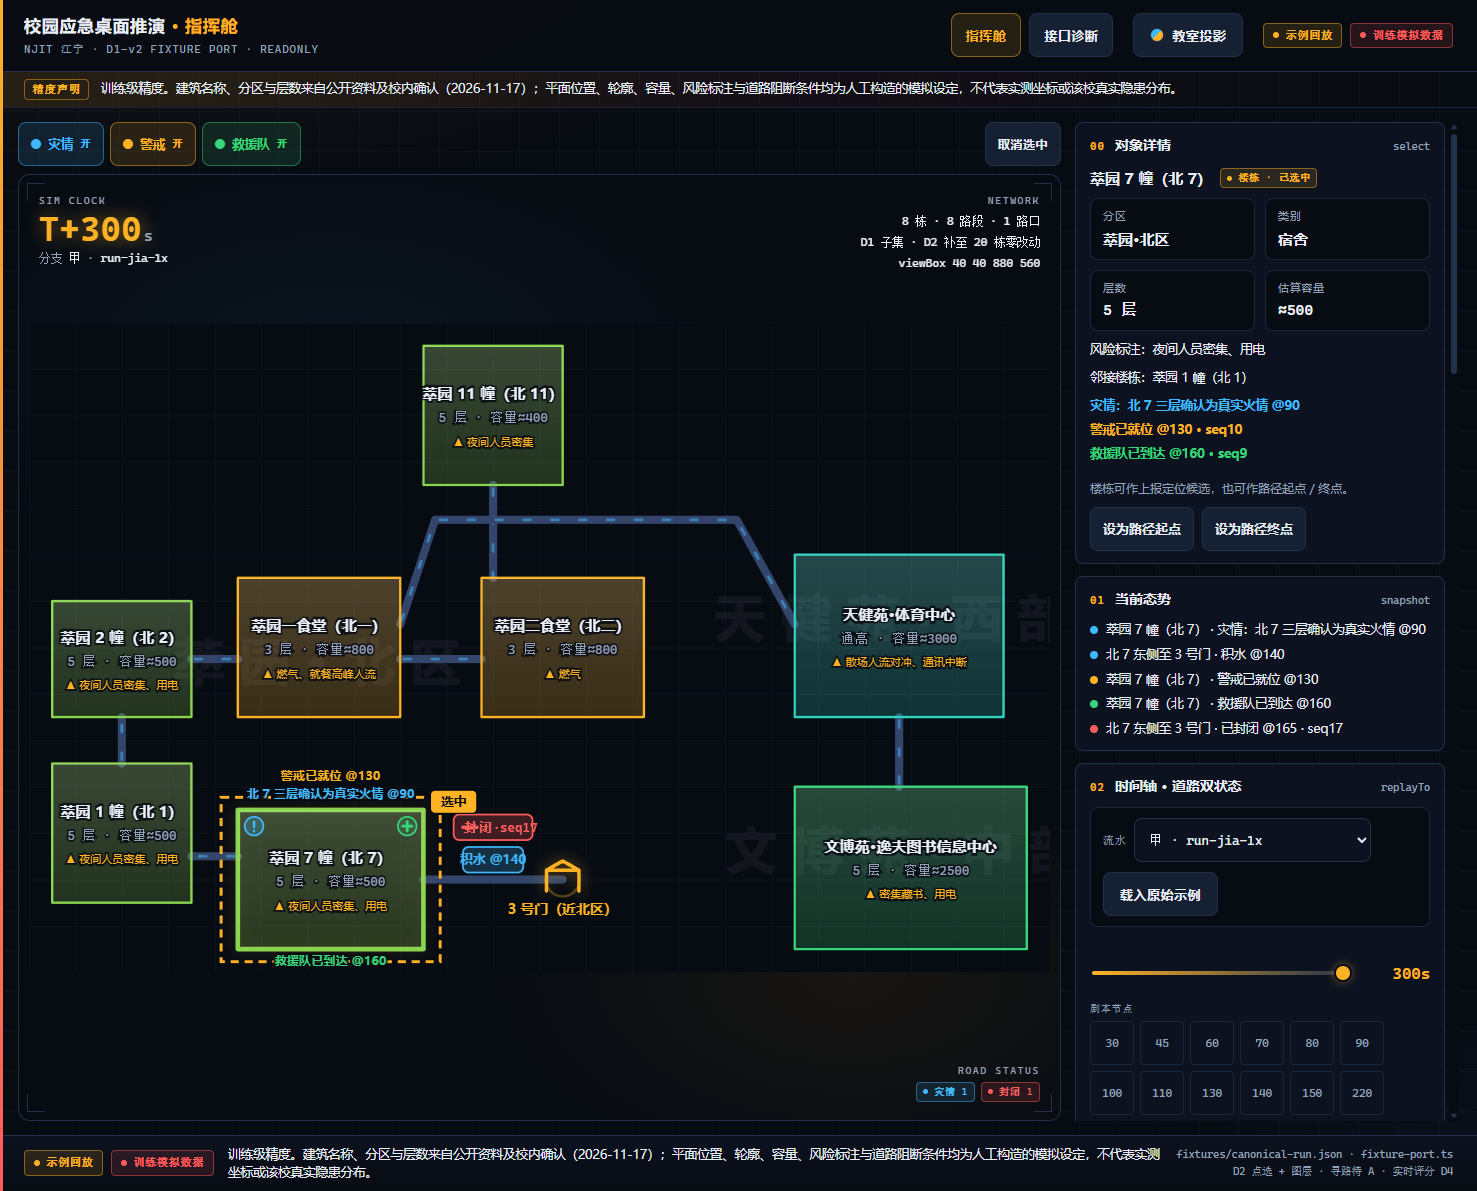 校园应急桌面推演 · 指挥舱
NJIT 江宁 · D1-v2 FIXTURE PORT · READONLY
指挥舱
接口诊断
教室投影
示例回放
训练模拟数据
精度声明
训练级精度。建筑名称、分区与层数来自公开资料及校内确认（2026-11-17）；平面位置、轮廓、容量、风险标注与道路阻断条件均为人工构造的模拟设定，不代表实测坐标或该校真实隐患分布。
灾情 开
警戒 开
救援队 开
取消选中
SIM CLOCK
T+300s
分支 甲 · run-jia-1x
NETWORK
8 栋 · 8 路段 · 1 路口
D1 子集 · D2 补至 20 栋零改动
viewBox 40 40 880 560
萃园 11 幢（北 11）
5 层 · 容量≈400
▲ 夜间人员密集
萃园 2 幢（北 2）
5 层 · 容量≈500
▲ 夜间人员密集、用电
萃园一食堂（北一）
3 层 · 容量≈800
▲ 燃气、就餐高峰人流
萃园二食堂（北二）
3 层 · 容量≈800
▲ 燃气
天健苑·体育中心
通高 · 容量≈3000
▲ 散场人流对冲、通讯中断
萃园 1 幢（北 1）
5 层 · 容量≈500
▲ 夜间人员密集、用电
警戒已就位 @130
北 7 三层确认为真实火情 @90
选中
萃园 7 幢（北 7）
5 层 · 容量≈500
▲ 夜间人员密集、用电
救援队已到达 @160
封闭·seq17
积水 @140
3 号门（近北区）
文博苑·逸夫图书信息中心
5 层 · 容量≈2500
▲ 密集藏书、用电
ROAD STATUS
灾情 1
封闭 1
00 对象详情
select
萃园 7 幢（北 7）
楼栋 · 已选中
分区
萃园·北区
类别
宿舍
层数
5 层
估算容量
≈500
风险标注：夜间人员密集、用电
邻接楼栋：萃园 1 幢（北 1）
灾情：北 7 三层确认为真实火情 @90
警戒已就位 @130 · seq10
救援队已到达 @160 · seq9
楼栋可作上报定位候选，也可作路径起点 / 终点。
设为路径起点
设为路径终点
01 当前态势
snapshot
萃园 7 幢（北 7） · 灾情：北 7 三层确认为真实火情 @90
北 7 东侧至 3 号门 · 积水 @140
萃园 7 幢（北 7） · 警戒已就位 @130
萃园 7 幢（北 7） · 救援队已到达 @160
北 7 东侧至 3 号门 · 已封闭 @165 · seq17
02 时间轴 · 道路双状态
replayTo
流水
甲 · run-jia-1x
载入原始示例
300s
剧本节点
30 45 60 70 80 90
100 110 130 140 150 220
示例回放
训练模拟数据
训练级精度。建筑名称、分区与层数来自公开资料及校内确认（2026-11-17）；平面位置、轮廓、容量、风险标注与道路阻断条件均为人工构造的模拟设定，不代表实测
坐标或该校真实隐患分布。
fixtures/canonical-run.json · fixture-port.ts
D2 点选 + 图层 · 寻路待 A · 实时评分 D4